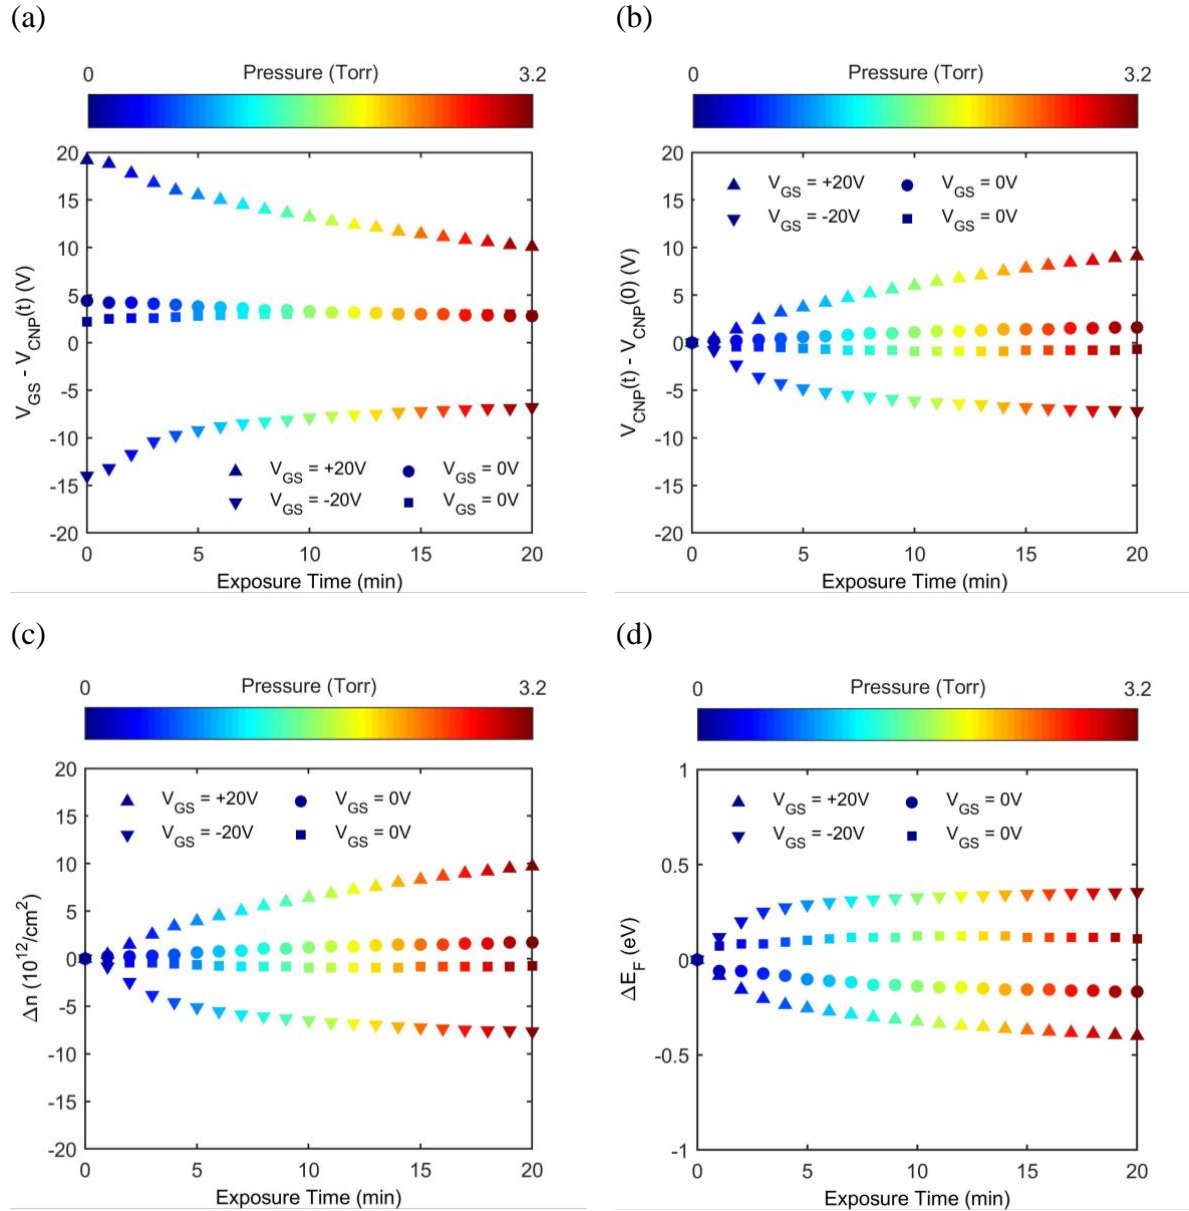 (a)
0 Pressure (Torr) 3.2
20
15
10
5
0
-5
-10
-15
-20
V_GS - V_CNP(t) (V)
V_GS = +20V V_GS = 0V
V_GS = -20V V_GS = 0V
0 5 10 15 20
Exposure Time (min)
(b)
0 Pressure (Torr) 3.2
20
15
10
5
0
-5
-10
-15
-20
V_CNP(t) - V_CNP(0) (V)
V_GS = +20V V_GS = 0V
V_GS = -20V V_GS = 0V
0 5 10 15 20
Exposure Time (min)
(c)
0 Pressure (Torr) 3.2
20
15
10
5
0
-5
-10
-15
-20
Δn (10¹²/cm²)
V_GS = +20V V_GS = 0V
V_GS = -20V V_GS = 0V
0 5 10 15 20
Exposure Time (min)
(d)
0 Pressure (Torr) 3.2
1
0.5
0
-0.5
-1
ΔE_F (eV)
V_GS = +20V V_GS = 0V
V_GS = -20V V_GS = 0V
0 5 10 15 20
Exposure Time (min)